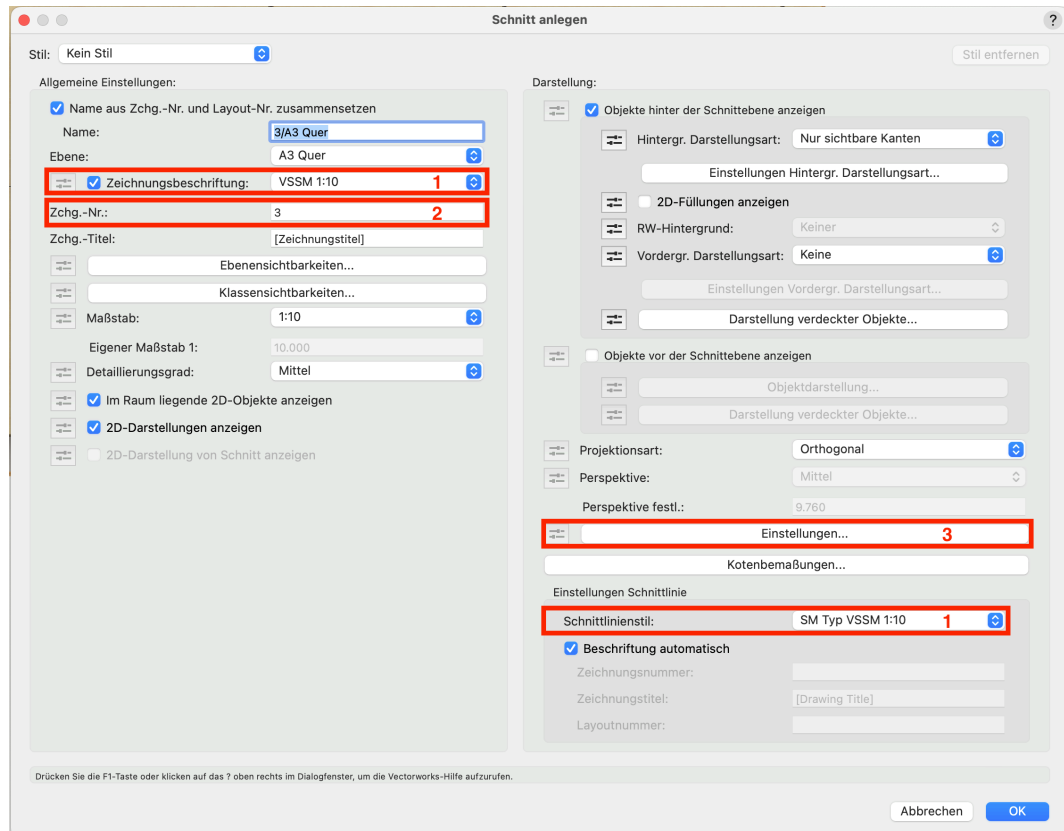 Schnitt anlegen
?
Stil: Kein Stil
Stil entfernen
Allgemeine Einstellungen:
Name aus Zchg.-Nr. und Layout-Nr. zusammensetzen
Name: 3/A3 Quer
Ebene: A3 Quer
Zeichnungsbeschriftung: VSSM 1:10 1
Zchg.-Nr.: 3 2
Zchg.-Titel: [Zeichnungstitel]
Ebenensichtbarkeiten...
Klassensichtbarkeiten...
Maßstab: 1:10
Eigener Maßstab 1: 10.000
Detaillierungsgrad: Mittel
Im Raum liegende 2D-Objekte anzeigen
2D-Darstellungen anzeigen
2D-Darstellung von Schnitt anzeigen
Darstellung:
Objekte hinter der Schnittebene anzeigen
Hintergr. Darstellungsart: Nur sichtbare Kanten
Einstellungen Hintergr. Darstellungsart...
2D-Füllungen anzeigen
RW-Hintergrund: Keiner
Vordergr. Darstellungsart: Keine
Einstellungen Vordergr. Darstellungsart...
Darstellung verdeckter Objekte...
Objekte vor der Schnittebene anzeigen
Objektdarstellung...
Darstellung verdeckter Objekte...
Projektionsart: Orthogonal
Perspektive: Mittel
Perspektive festl.: 9.760
Einstellungen... 3
Kotenbemaßungen...
Einstellungen Schnittlinie
Schnittlinienstil: SM Typ VSSM 1:10 1
Beschriftung automatisch
Zeichnungsnummer:
Zeichnungstitel: [Drawing Title]
Layoutnummer:
Drücken Sie die F1-Taste oder klicken auf das ? oben rechts im Dialogfenster, um die Vectorworks-Hilfe aufzurufen.
Abbrechen
OK